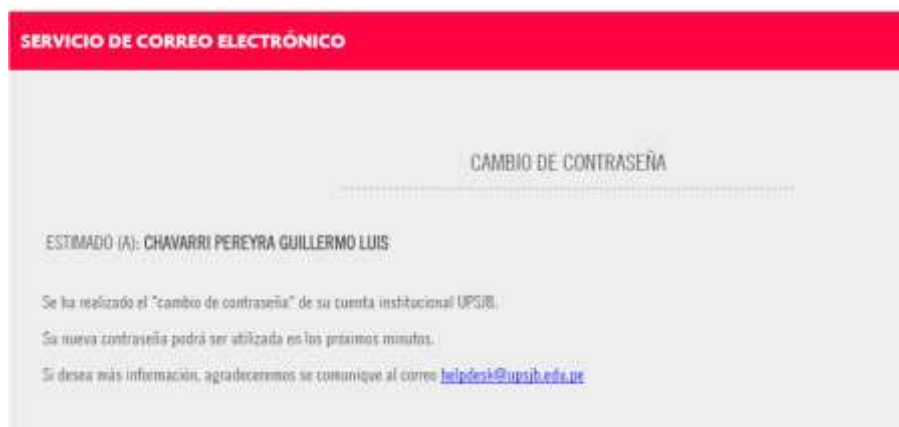 SERVICIO DE CORREO ELECTRÓNICO
CAMBIO DE CONTRASEÑA
ESTIMADO (A): CHAVARRI PEREYRA GUILLERMO LUIS
Se ha realizado el "cambio de contraseña" de su cuenta institucional UPSJB.
Su nueva contraseña podrá ser utilizada en los próximos minutos.
Si desea más información, agradeceremos se comunique al correo helpdesk@upsjb.edu.pe